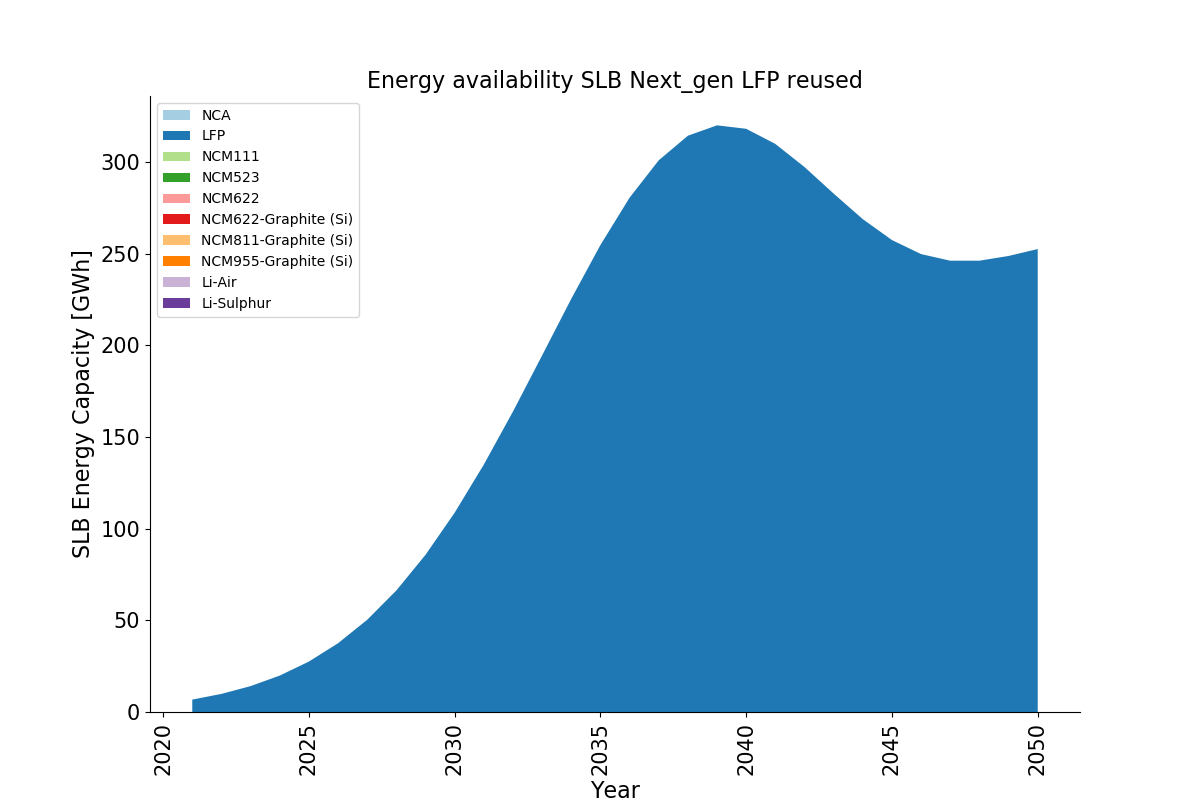 Energy availability SLB Next_gen LFP reused
NCA
LFP
NCM111
NCM523
NCM622
NCM622-Graphite (Si)
NCM811-Graphite (Si)
NCM955-Graphite (Si)
Li-Air
Li-Sulphur
SLB Energy Capacity [GWh]
300
250
200
150
100
50
0
2020
2025
2030
2035
2040
2045
2050
Year